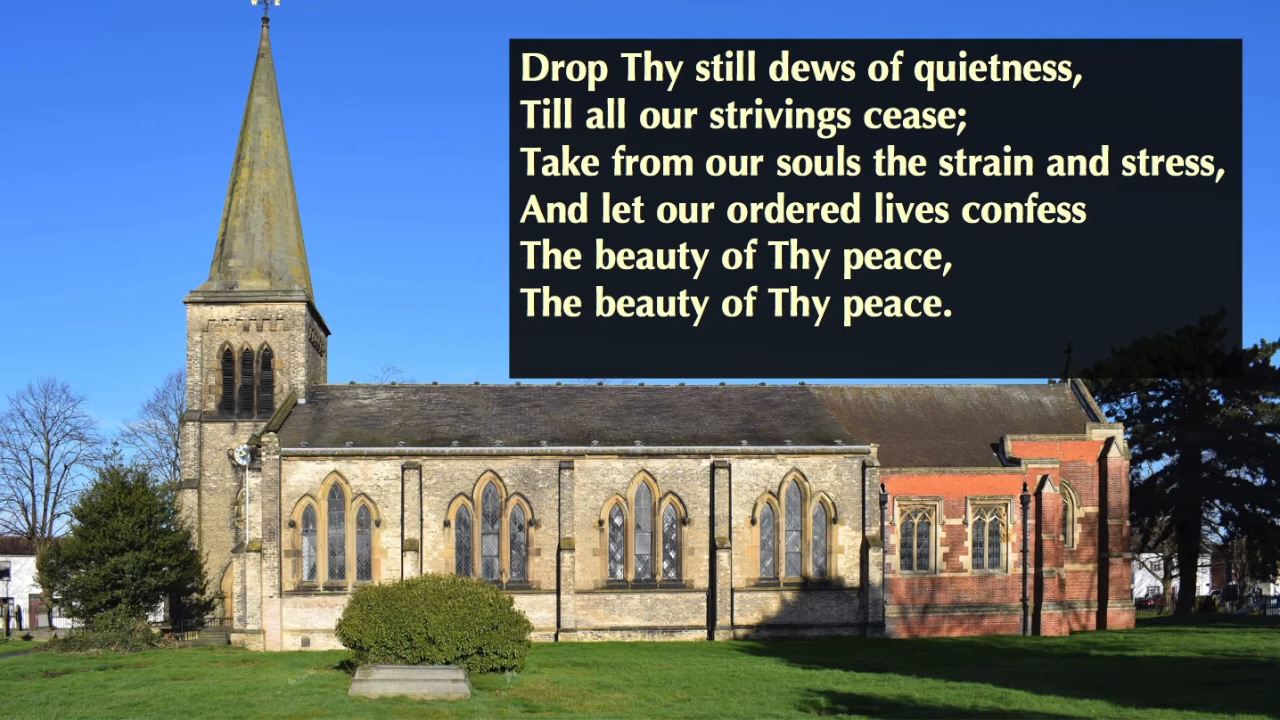 Drop Thy still dews of quietness,
Till all our strivings cease;
Take from our souls the strain and stress,
And let our ordered lives confess
The beauty of Thy peace,
The beauty of Thy peace.